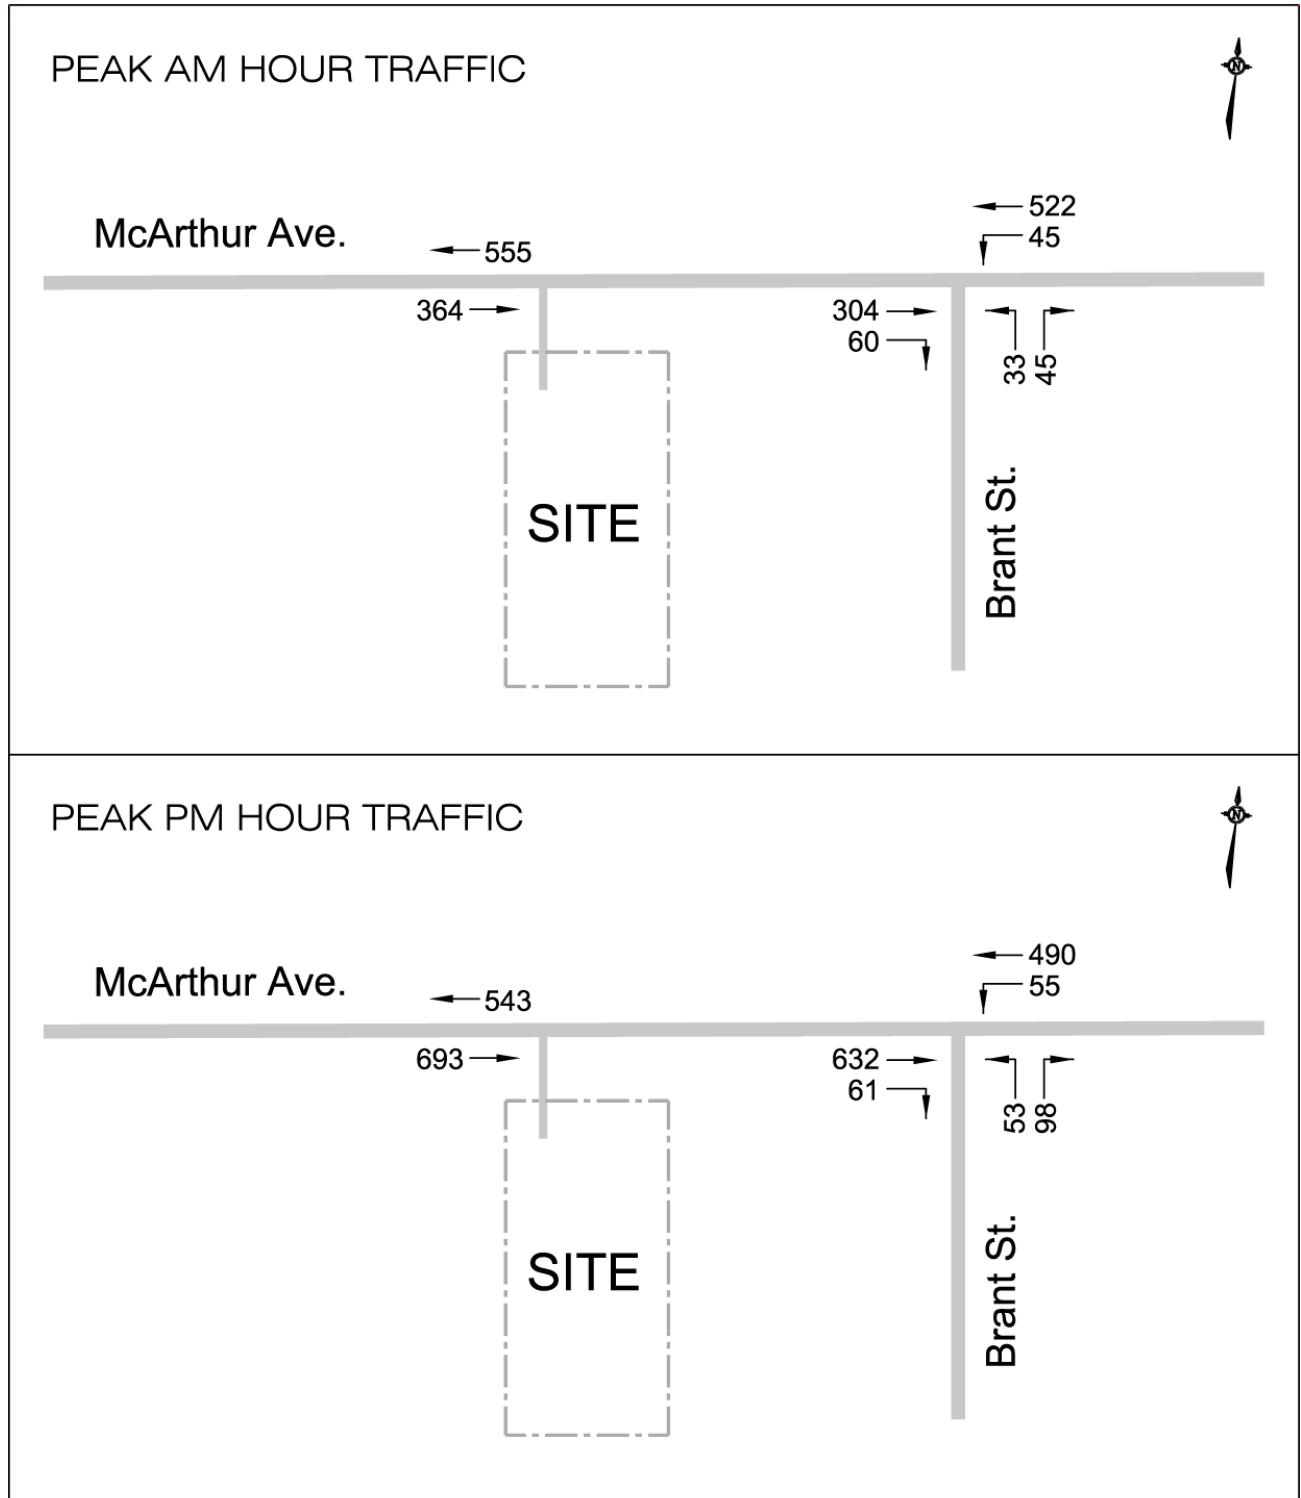 PEAK AM HOUR TRAFFIC
N
McArthur Ave.
555
522
45
364
304
60
33
45
SITE
Brant St.
PEAK PM HOUR TRAFFIC
N
McArthur Ave.
543
490
55
693
632
61
53
98
SITE
Brant St.